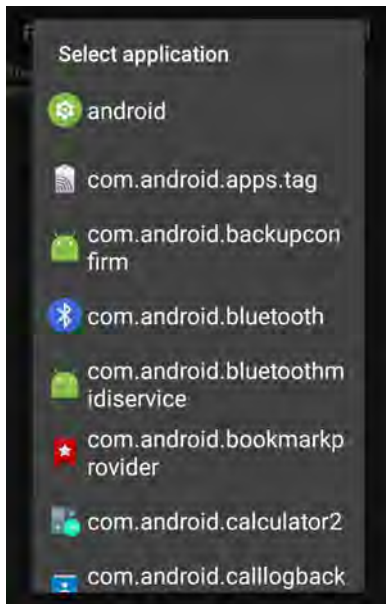 Select application
android
com.android.apps.tag
com.android.backupcon
firm
com.android.bluetooth
com.android.bluetoothm
idiservice
com.android.bookmarkp
rovider
com.android.calculator2
com.android.calllogback